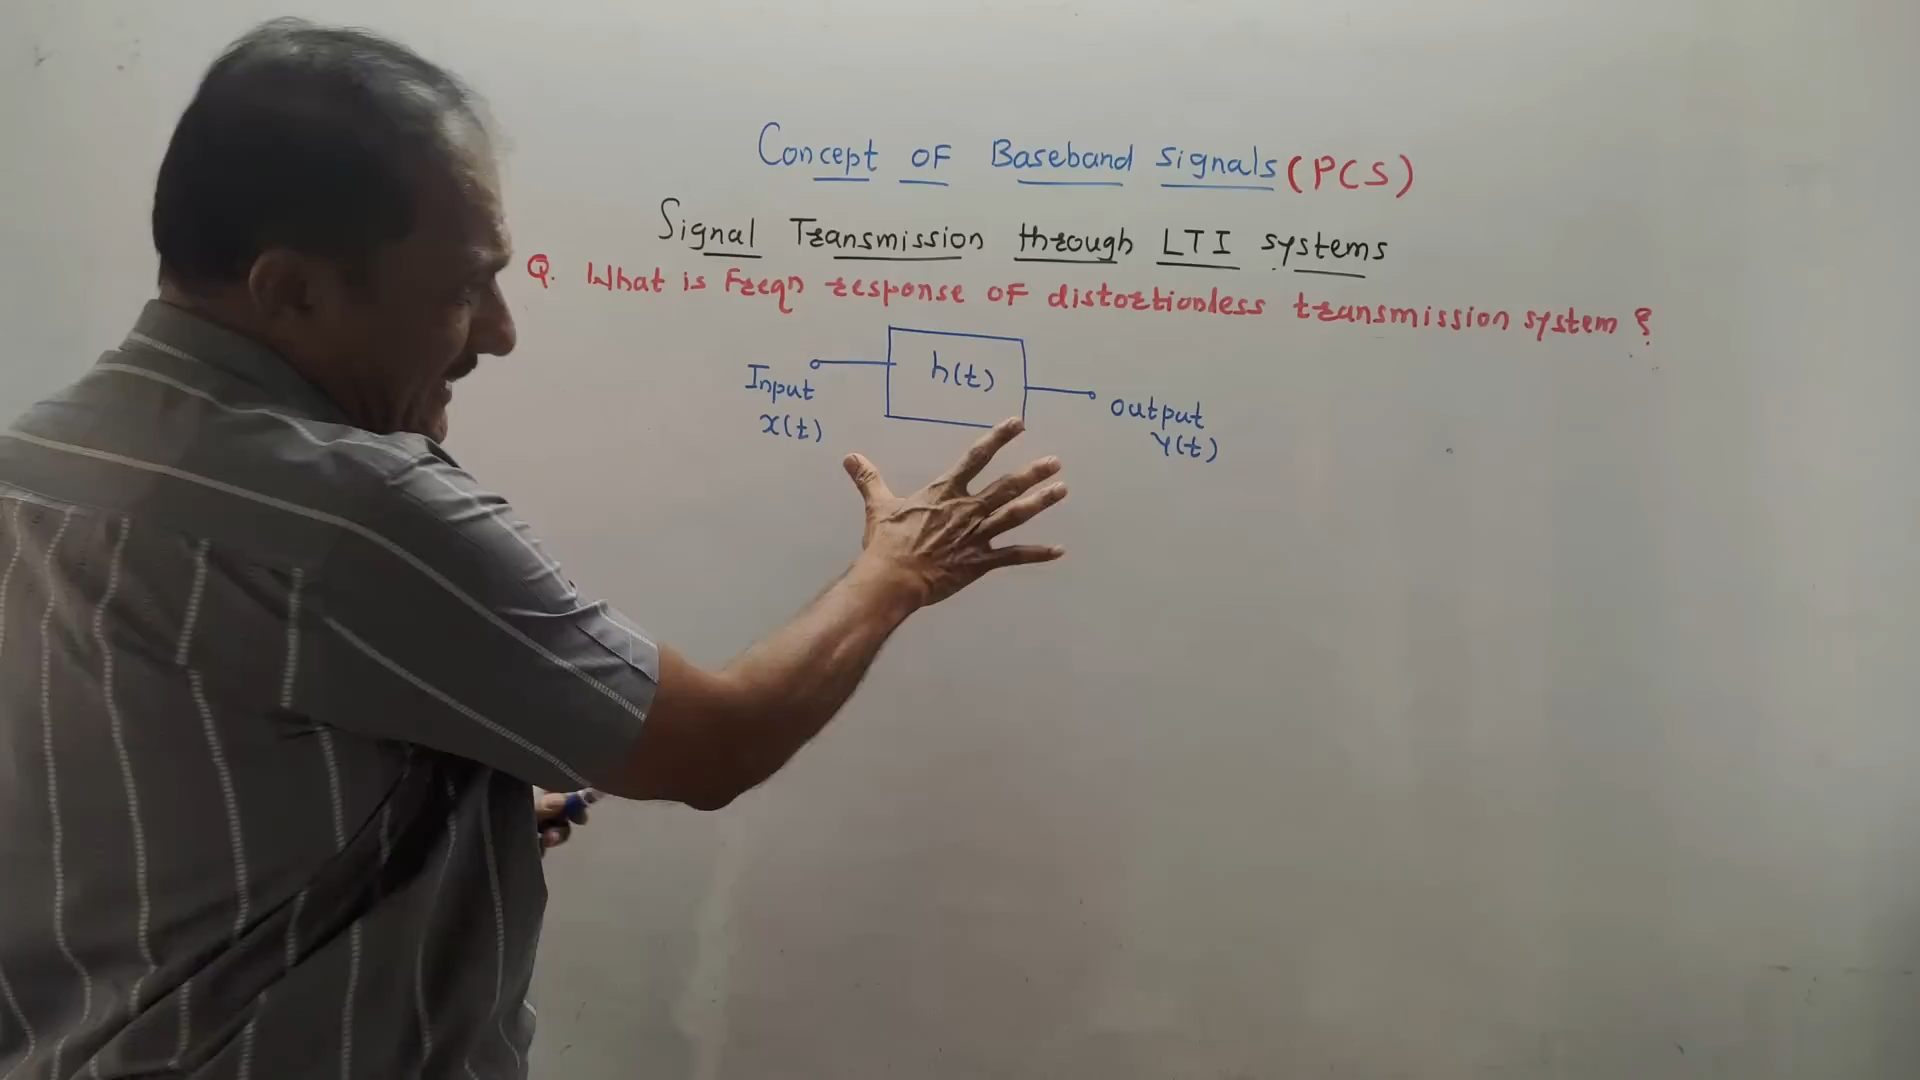 Concept of Baseband signals (PCS)
Signal Transmission through LTI systems
Q. What is Freqn response of distortionless transmission system?
h(t)
Input
x(t)
output
y(t)